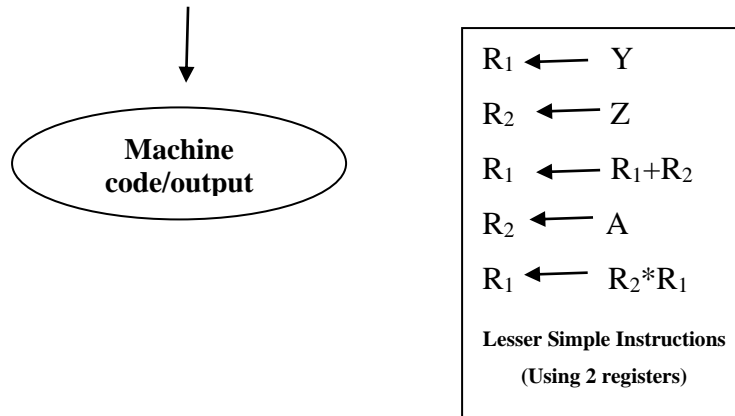 Machine
code/output
R₁ ← Y
R₂ ← Z
R₁ ← R₁+R₂
R₂ ← A
R₁ ← R₂*R₁
Lesser Simple Instructions
(Using 2 registers)